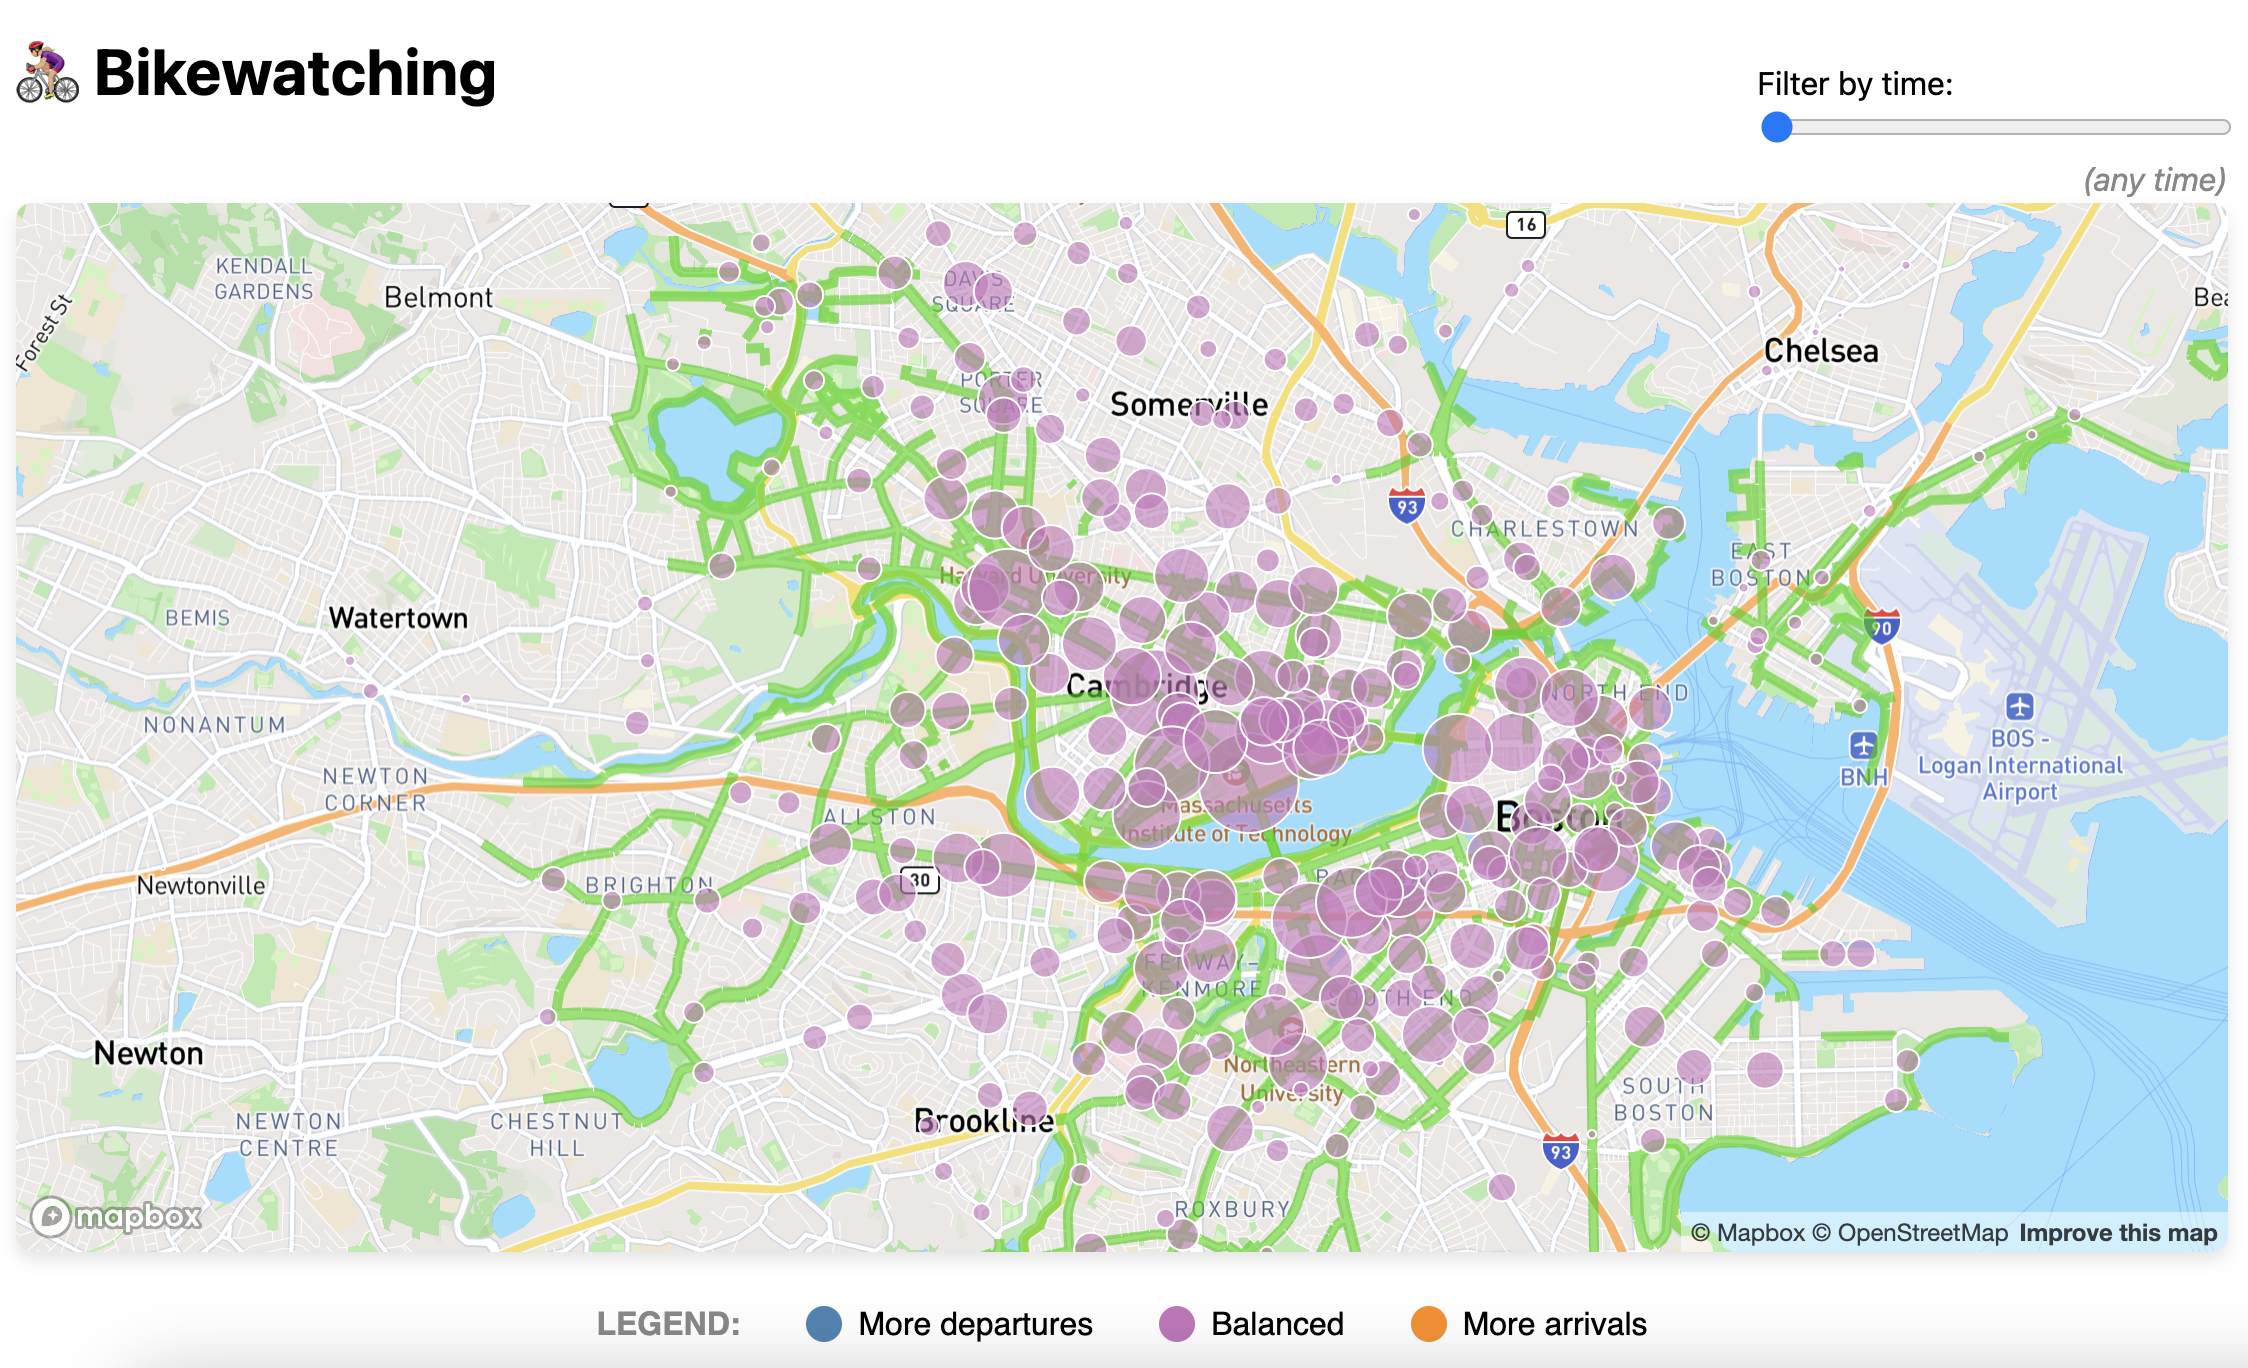 Bikewatching
Filter by time:
(any time)
16
KENDALL
GARDENS
Belmont
Forest St
DAVIS
SQUARE
Bea
Chelsea
PORTER
SQUARE
Somerville
93
CHARLESTOWN
EAST
BOSTON
Harvard University
BEMIS
Watertown
90
Cambridge
NORTH END
NONANTUM
BOS -
Logan International
Airport
BNH
NEWTON
CORNER
Massachusetts
Institute of Technology
ALLSTON
Boston
30
Newtonville
BRIGHTON
BACK BAY
FENWAY-
KENMORE
SOUTH END
Newton
Northeastern
University
SOUTH
BOSTON
NEWTON
CENTRE
CHESTNUT
HILL
Brookline
93
ROXBURY
mapbox
© Mapbox © OpenStreetMap Improve this map
LEGEND:
More departures
Balanced
More arrivals